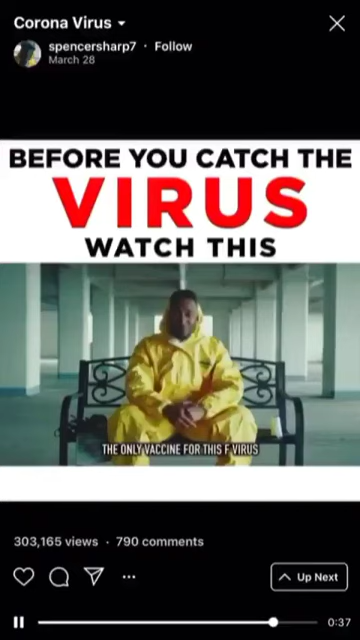 Corona Virus
spencersharp7 · Follow
March 28
BEFORE YOU CATCH THE
VIRUS
WATCH THIS
THE ONLY VACCINE FOR THIS F VIRUS
303,165 views · 790 comments
Up Next
0:37